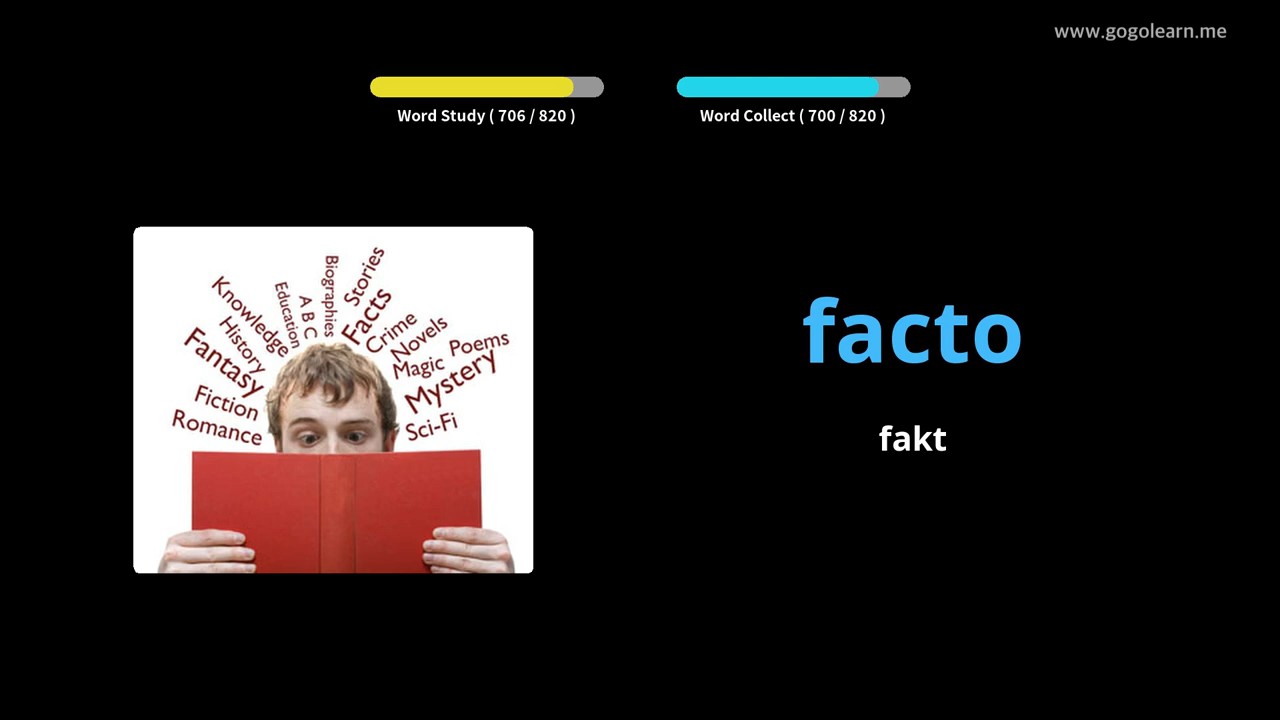 www.gogolearn.me
Word Study ( 706 / 820 )
Word Collect ( 700 / 820 )
Romance
Fiction
Fantasy
History
Knowledge
Education
A B C
Biographies
Stories
Facts
Crime
Novels
Magic
Poems
Mystery
Sci-Fi
facto
fakt